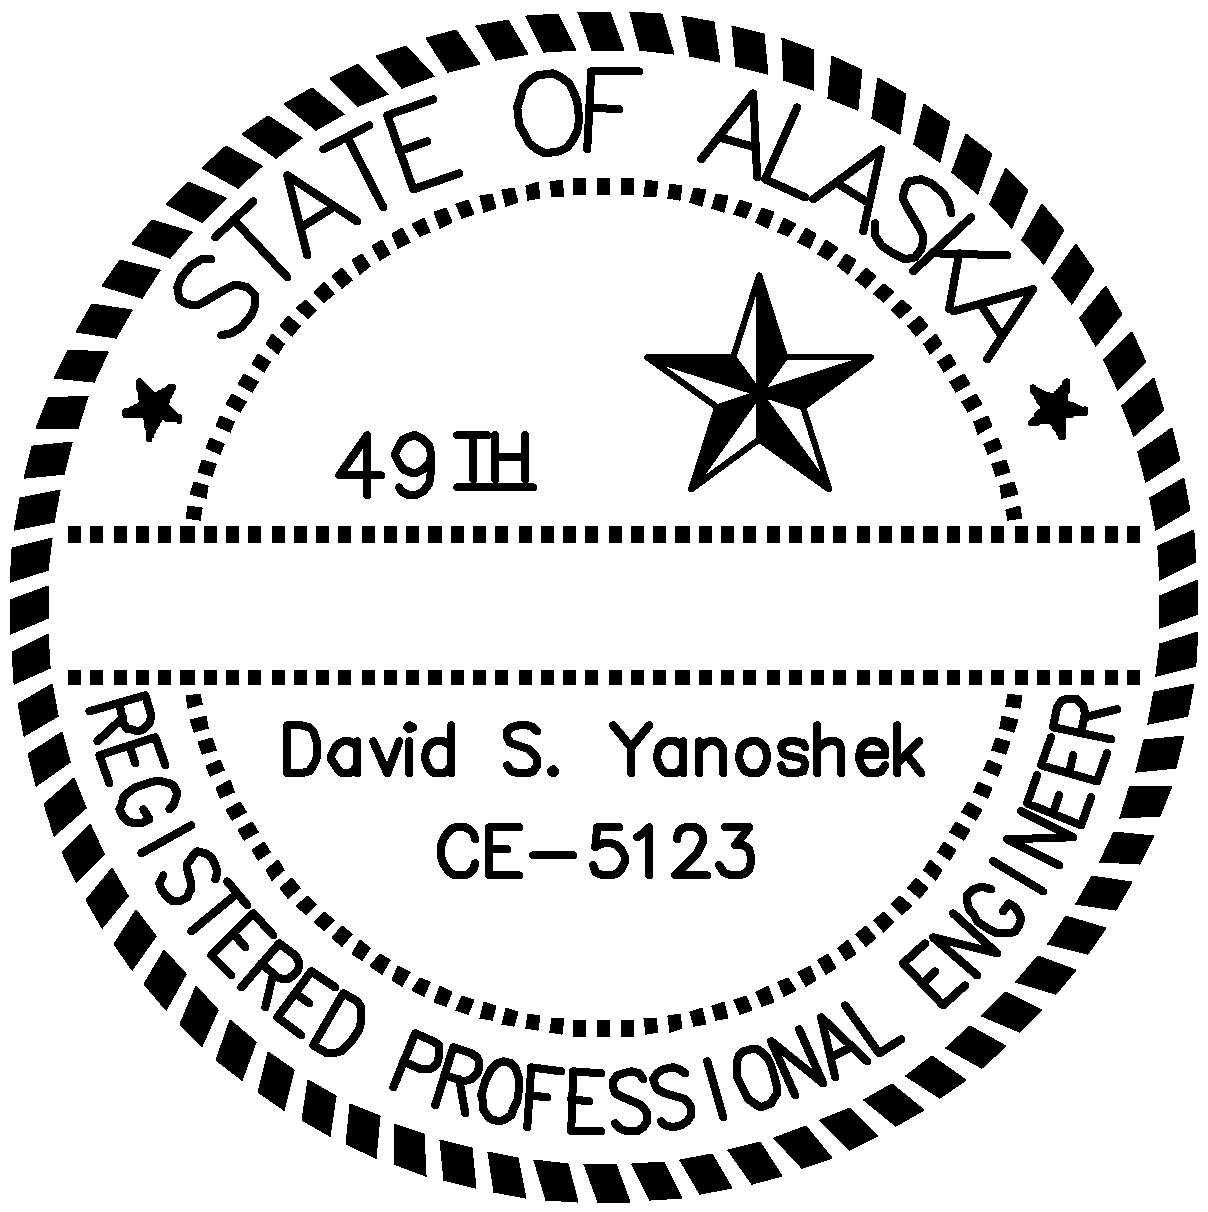 STATE OF ALASKA
49TH
David S. Yanoshek
CE-5123
REGISTERED PROFESSIONAL ENGINEER